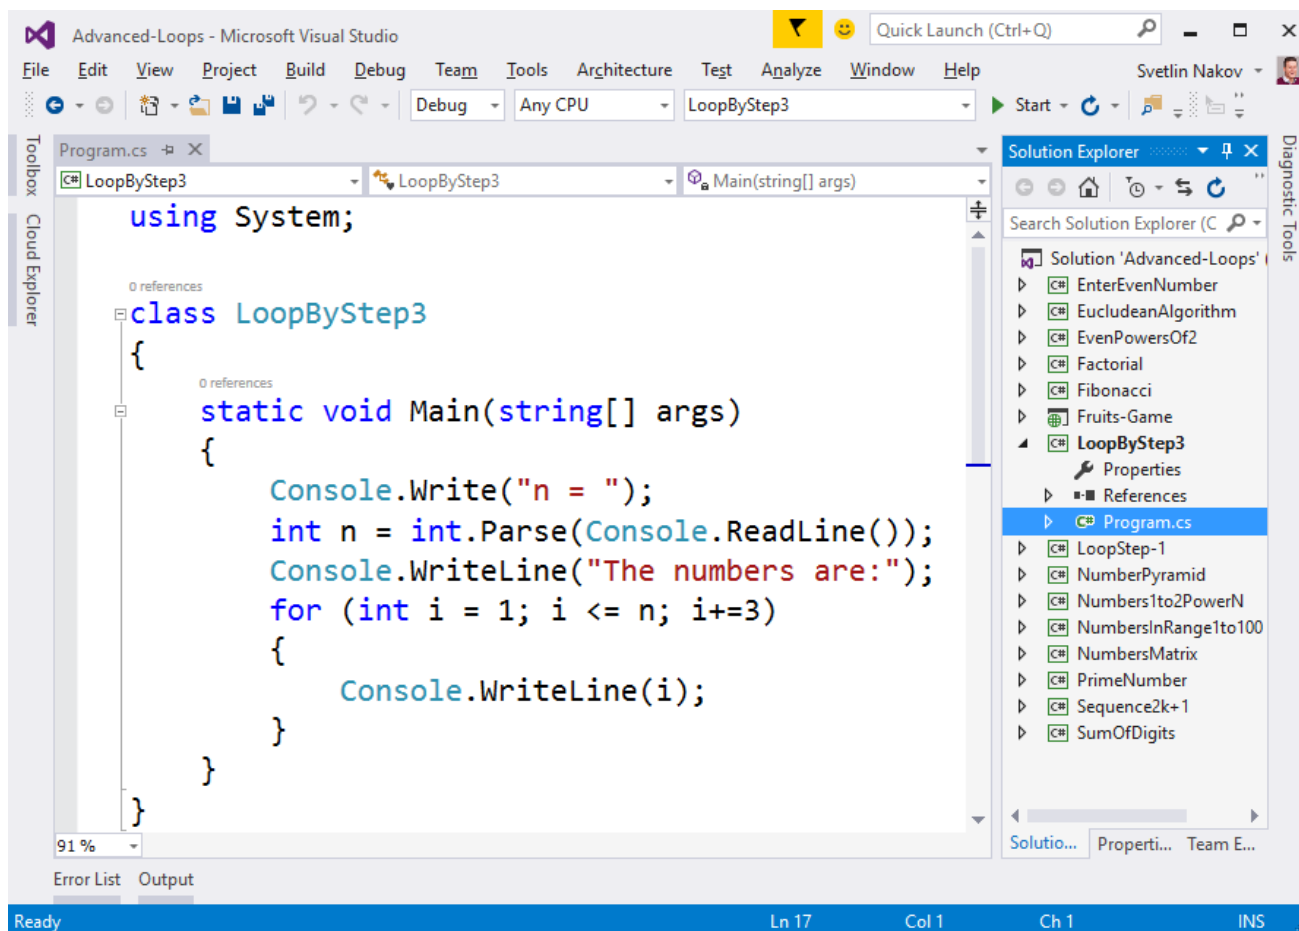 Advanced-Loops - Microsoft Visual Studio
Quick Launch (Ctrl+Q)
File Edit View Project Build Debug Team Tools Architecture Test Analyze Window Help
Svetlin Nakov
Debug
Any CPU
LoopByStep3
Start
Toolbox
Cloud Explorer
Program.cs
LoopByStep3
LoopByStep3
Main(string[] args)
using System;
0 references
class LoopByStep3
{
0 references
static void Main(string[] args)
{
Console.Write("n = ");
int n = int.Parse(Console.ReadLine());
Console.WriteLine("The numbers are:");
for (int i = 1; i <= n; i+=3)
{
Console.WriteLine(i);
}
}
}
91 %
Solution Explorer
Search Solution Explorer (C
Solution 'Advanced-Loops' (
C# EnterEvenNumber
C# EucludeanAlgorithm
C# EvenPowersOf2
C# Factorial
C# Fibonacci
Fruits-Game
C# LoopByStep3
Properties
References
C# Program.cs
C# LoopStep-1
C# NumberPyramid
C# Numbers1to2PowerN
C# NumbersInRange1to100
C# NumbersMatrix
C# PrimeNumber
C# Sequence2k+1
C# SumOfDigits
Solutio... Properti... Team E...
Diagnostic Tools
Error List Output
Ready Ln 17 Col 1 Ch 1 INS